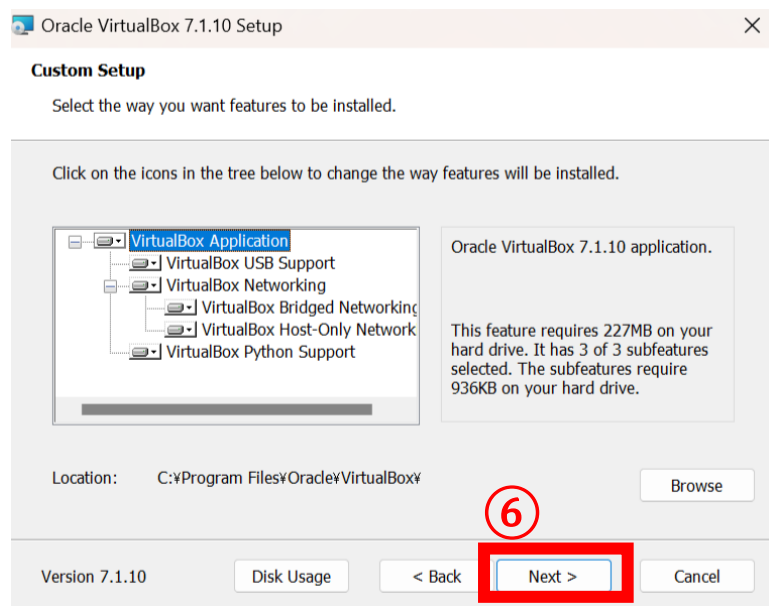 Oracle VirtualBox 7.1.10 Setup
Custom Setup
Select the way you want features to be installed.
Click on the icons in the tree below to change the way features will be installed.
VirtualBox Application
VirtualBox USB Support
VirtualBox Networking
VirtualBox Bridged Networking
VirtualBox Host-Only Network
VirtualBox Python Support
Oracle VirtualBox 7.1.10 application.
This feature requires 227MB on your
hard drive. It has 3 of 3 subfeatures
selected. The subfeatures require
936KB on your hard drive.
Location: C:¥Program Files¥Oracle¥VirtualBox¥
Browse
⑥
Version 7.1.10 Disk Usage < Back Next > Cancel